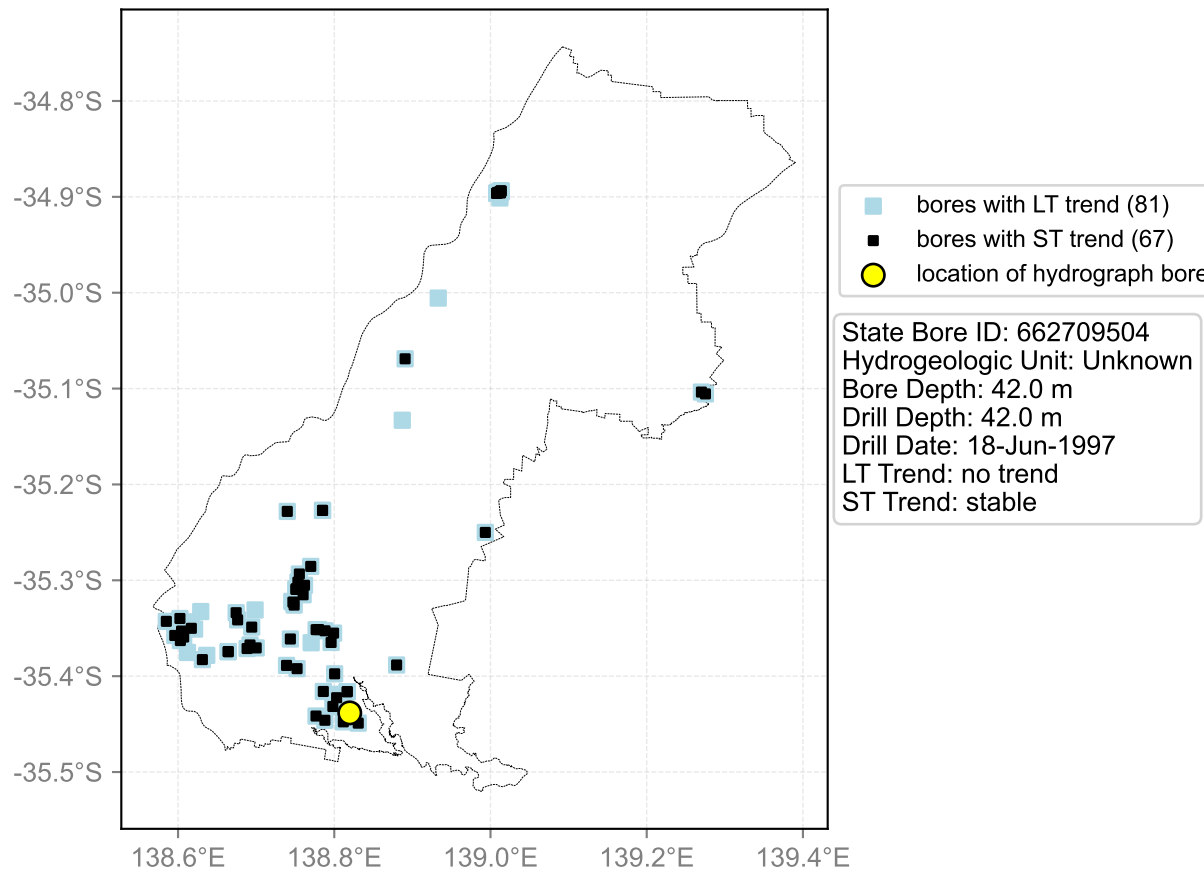 -34.8°S
-34.9°S
-35.0°S
-35.1°S
-35.2°S
-35.3°S
-35.4°S
-35.5°S
138.6°E
138.8°E
139.0°E
139.2°E
139.4°E
bores with LT trend (81)
bores with ST trend (67)
location of hydrograph bore
State Bore ID: 662709504
Hydrogeologic Unit: Unknown
Bore Depth: 42.0 m
Drill Depth: 42.0 m
Drill Date: 18-Jun-1997
LT Trend: no trend
ST Trend: stable